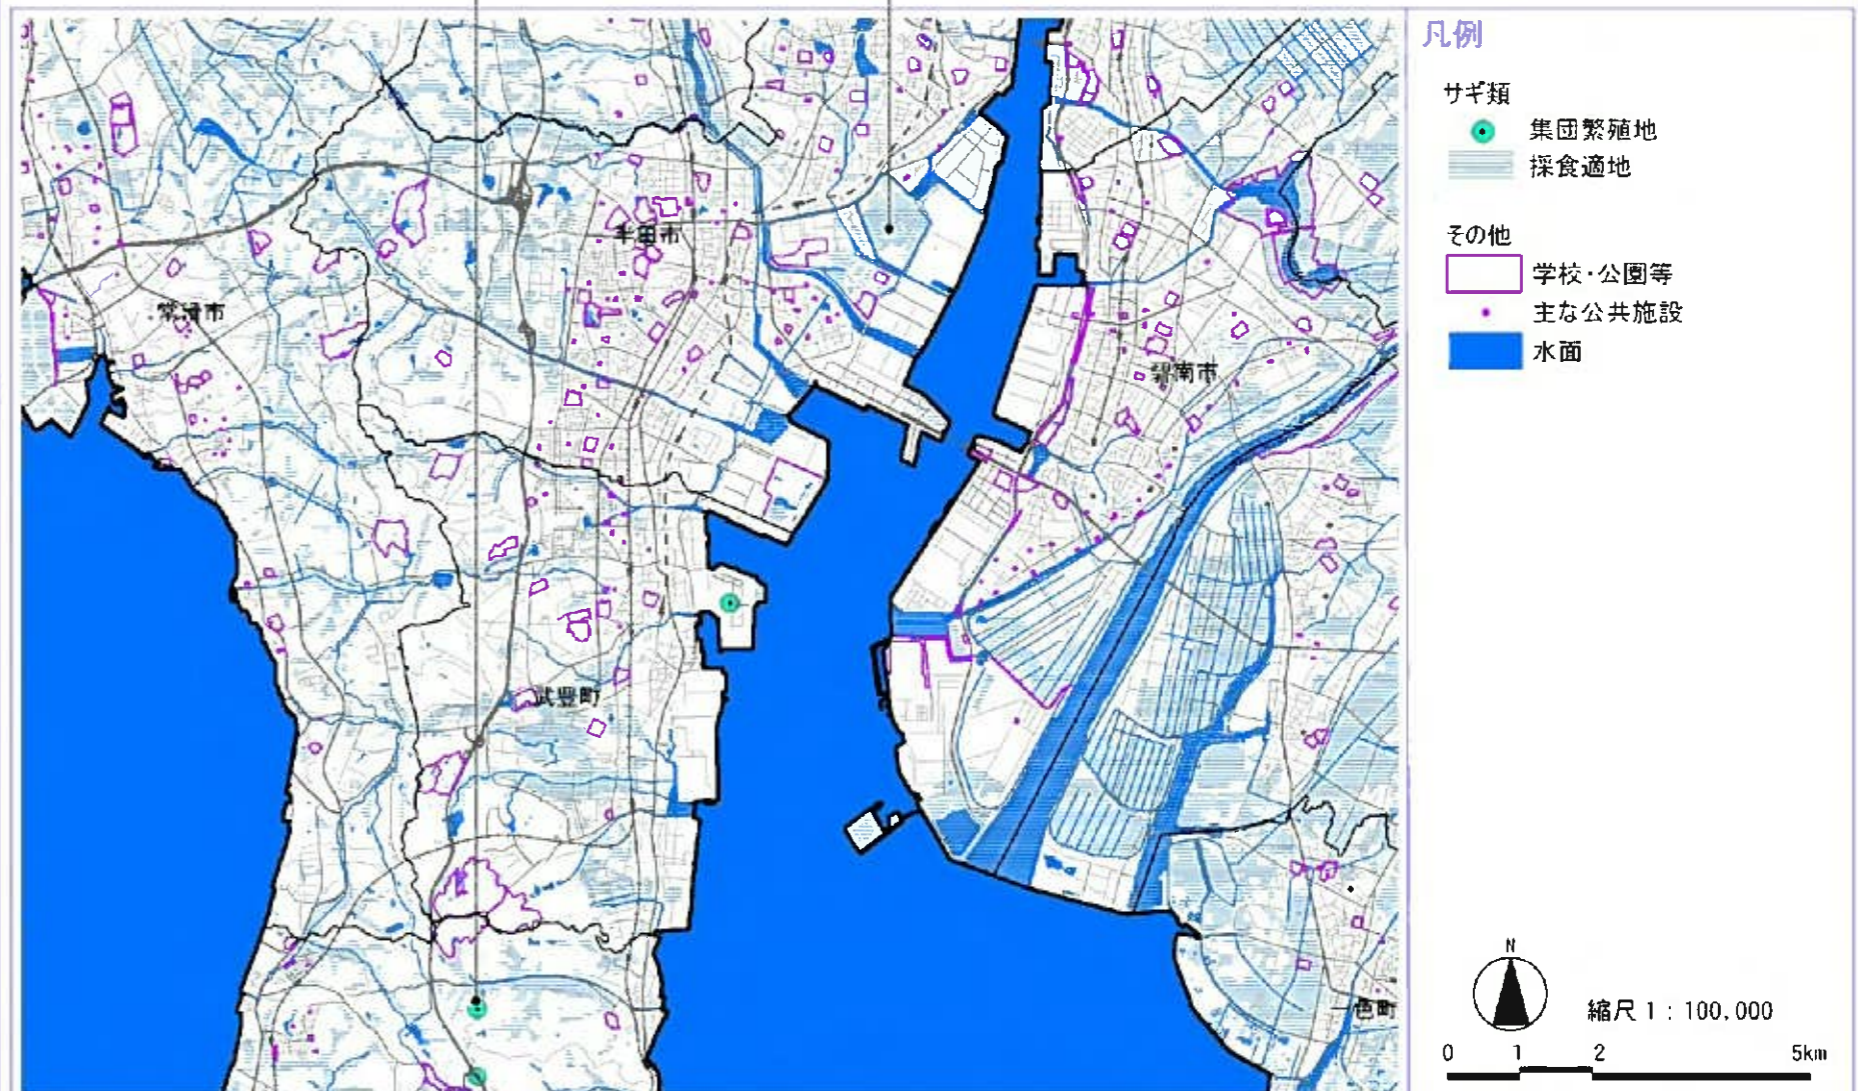 凡例
サギ類
集団繁殖地
採食適地
その他
学校・公園等
主な公共施設
水面
半田市
常滑市
碧南市
武豊町
色町
N
縮尺 1 : 100,000
0 1 2 5km